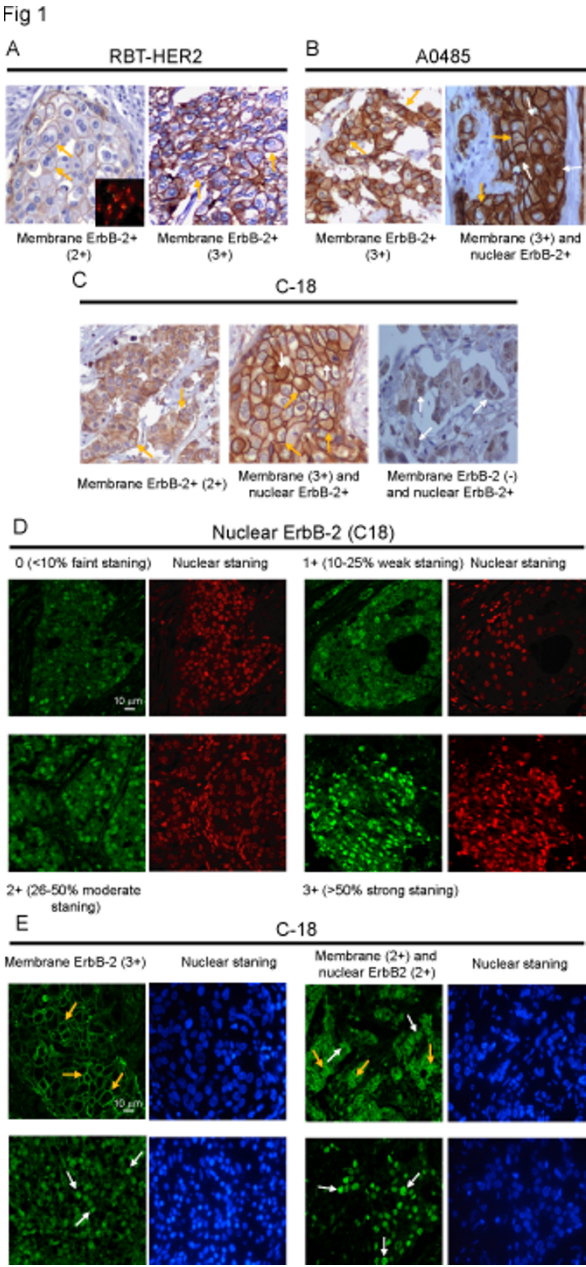 Fig 1
A
RBT-HER2
B
A0485
Membrane ErbB-2+
(2+)
Membrane ErbB-2+
(3+)
Membrane ErbB-2+
(3+)
Membrane (3+) and
nuclear ErbB-2+
C
C-18
Membrane ErbB-2+ (2+)
Membrane (3+) and
nuclear ErbB-2+
Membrane ErbB-2 (-)
and nuclear ErbB-2+
D
Nuclear ErbB-2 (C18)
0 (<10% faint staning)
Nuclear staning
1+ (10-25% weak staning)
Nuclear staning
10 µm
2+ (26-50% moderate
staning)
3+ (>50% strong staning)
E
C-18
Membrane ErbB-2 (3+)
Nuclear staning
Membrane (2+) and
nuclear ErbB2 (2+)
Nuclear staning
10 µm